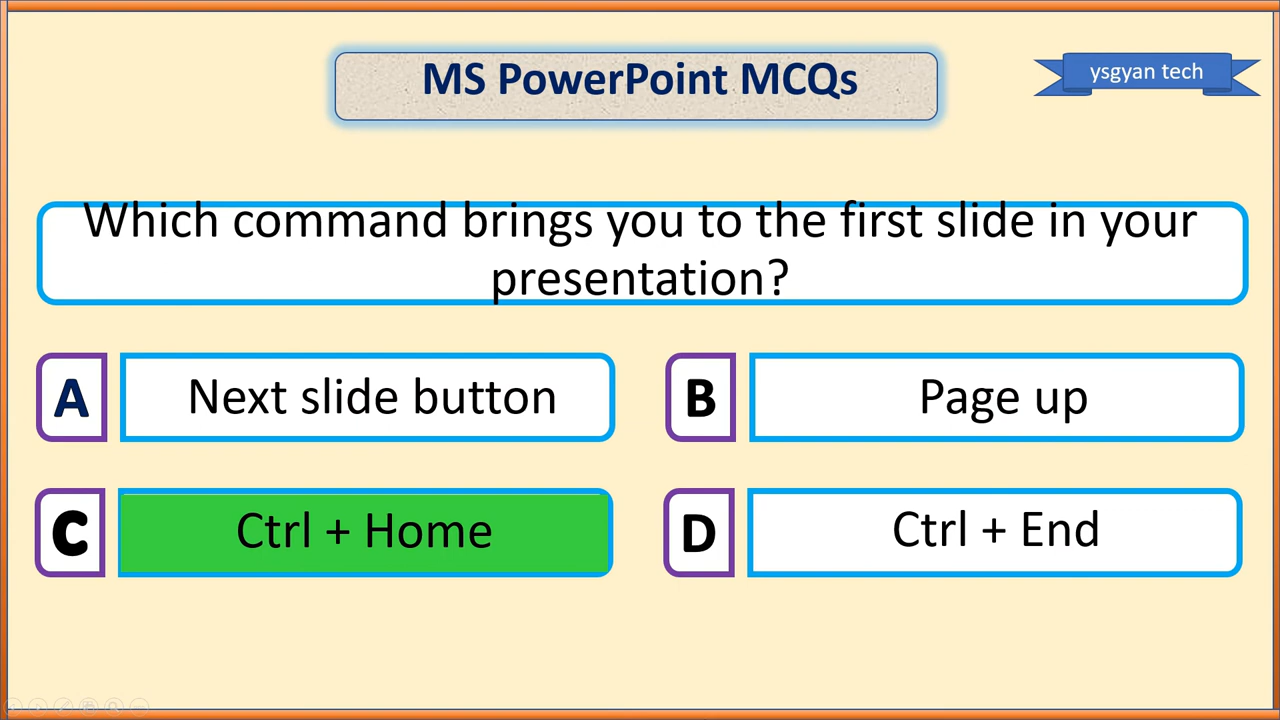 MS PowerPoint MCQs
ysgyan tech
Which command brings you to the first slide in your
presentation?
A Next slide button
B Page up
C Ctrl + Home
D Ctrl + End